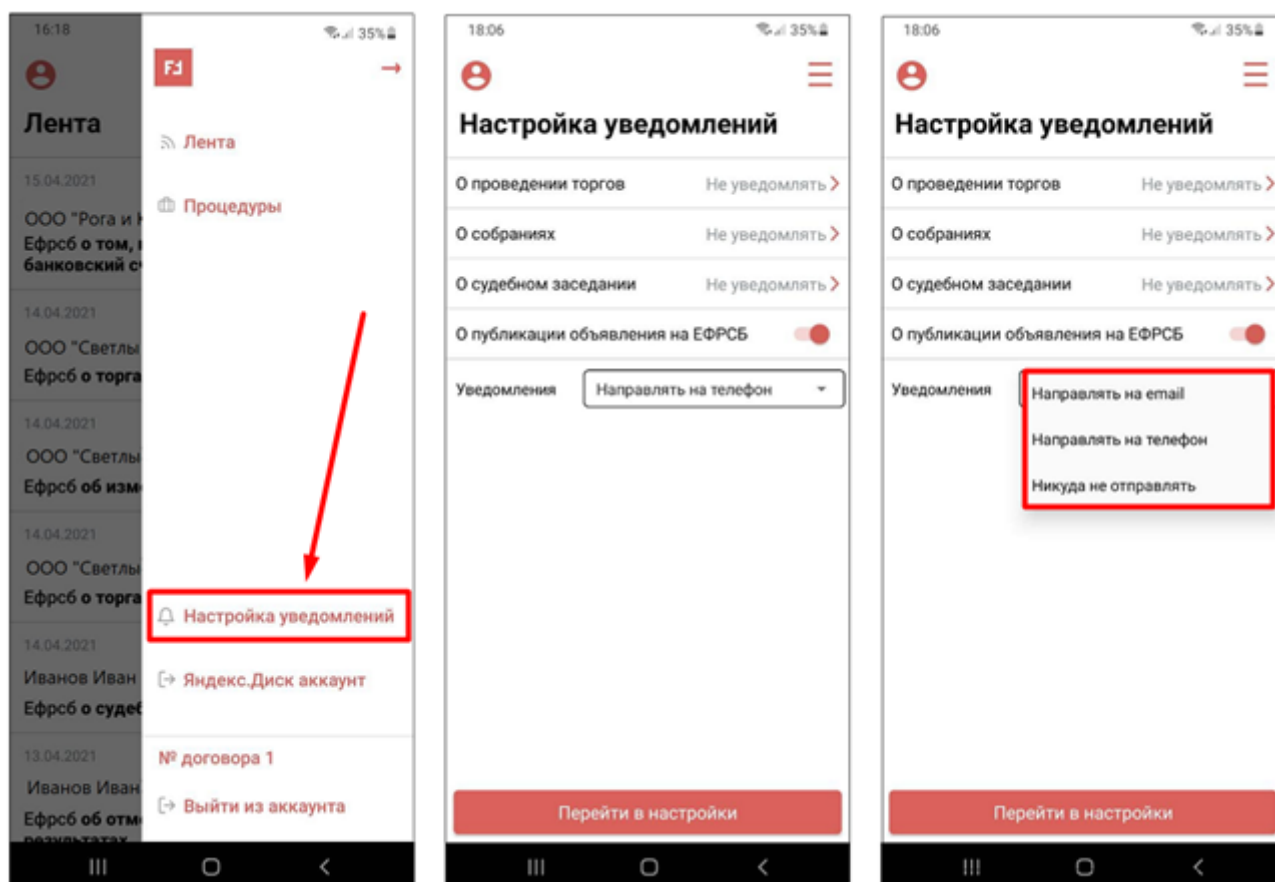 16:18
35%
Лента
15.04.2021
ООО "Рога и
Ефрсб о том,
банковский
14.04.2021
ООО "Светлы
Ефрсб о торга
14.04.2021
ООО "Светлы
Ефрсб об изм
14.04.2021
ООО "Светлы
Ефрсб о торга
14.04.2021
Иванов Иван
Ефрсб о судеб
13.04.2021
Иванов Иван
Ефрсб об отм
результатах
Лента
Процедуры
Настройка уведомлений
Яндекс.Диск аккаунт
№ договора 1
Выйти из аккаунта
18:06
35%
Настройка уведомлений
О проведении торгов Не уведомлять
О собраниях Не уведомлять
О судебном заседании Не уведомлять
О публикации объявления на ЕФРСБ
Уведомления Направлять на телефон
Перейти в настройки
18:06
35%
Настройка уведомлений
О проведении торгов Не уведомлять
О собраниях Не уведомлять
О судебном заседании Не уведомлять
О публикации объявления на ЕФРСБ
Уведомления
Направлять на email
Направлять на телефон
Никуда не отправлять
Перейти в настройки